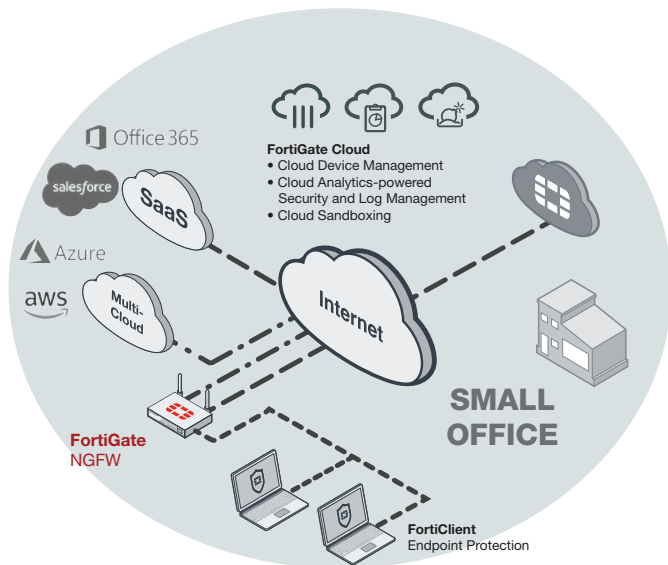 Office 365
salesforce
SaaS
Azure
aws
Multi-
Cloud
FortiGate Cloud
• Cloud Device Management
• Cloud Analytics-powered
Security and Log Management
• Cloud Sandboxing
Internet
SMALL
OFFICE
FortiGate
NGFW
FortiClient
Endpoint Protection